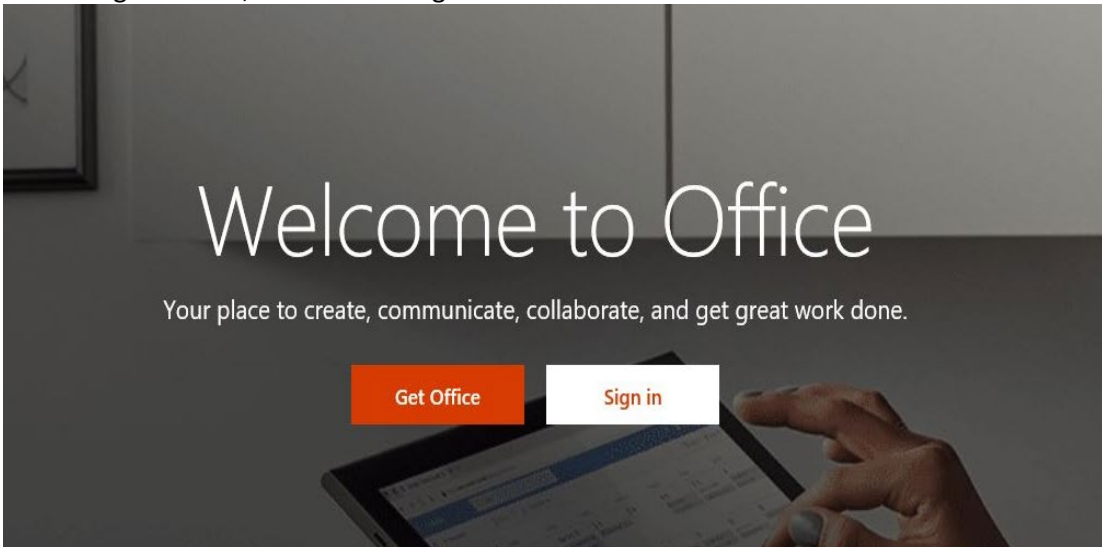 Welcome to Office
Your place to create, communicate, collaborate, and get great work done.
Get Office
Sign in